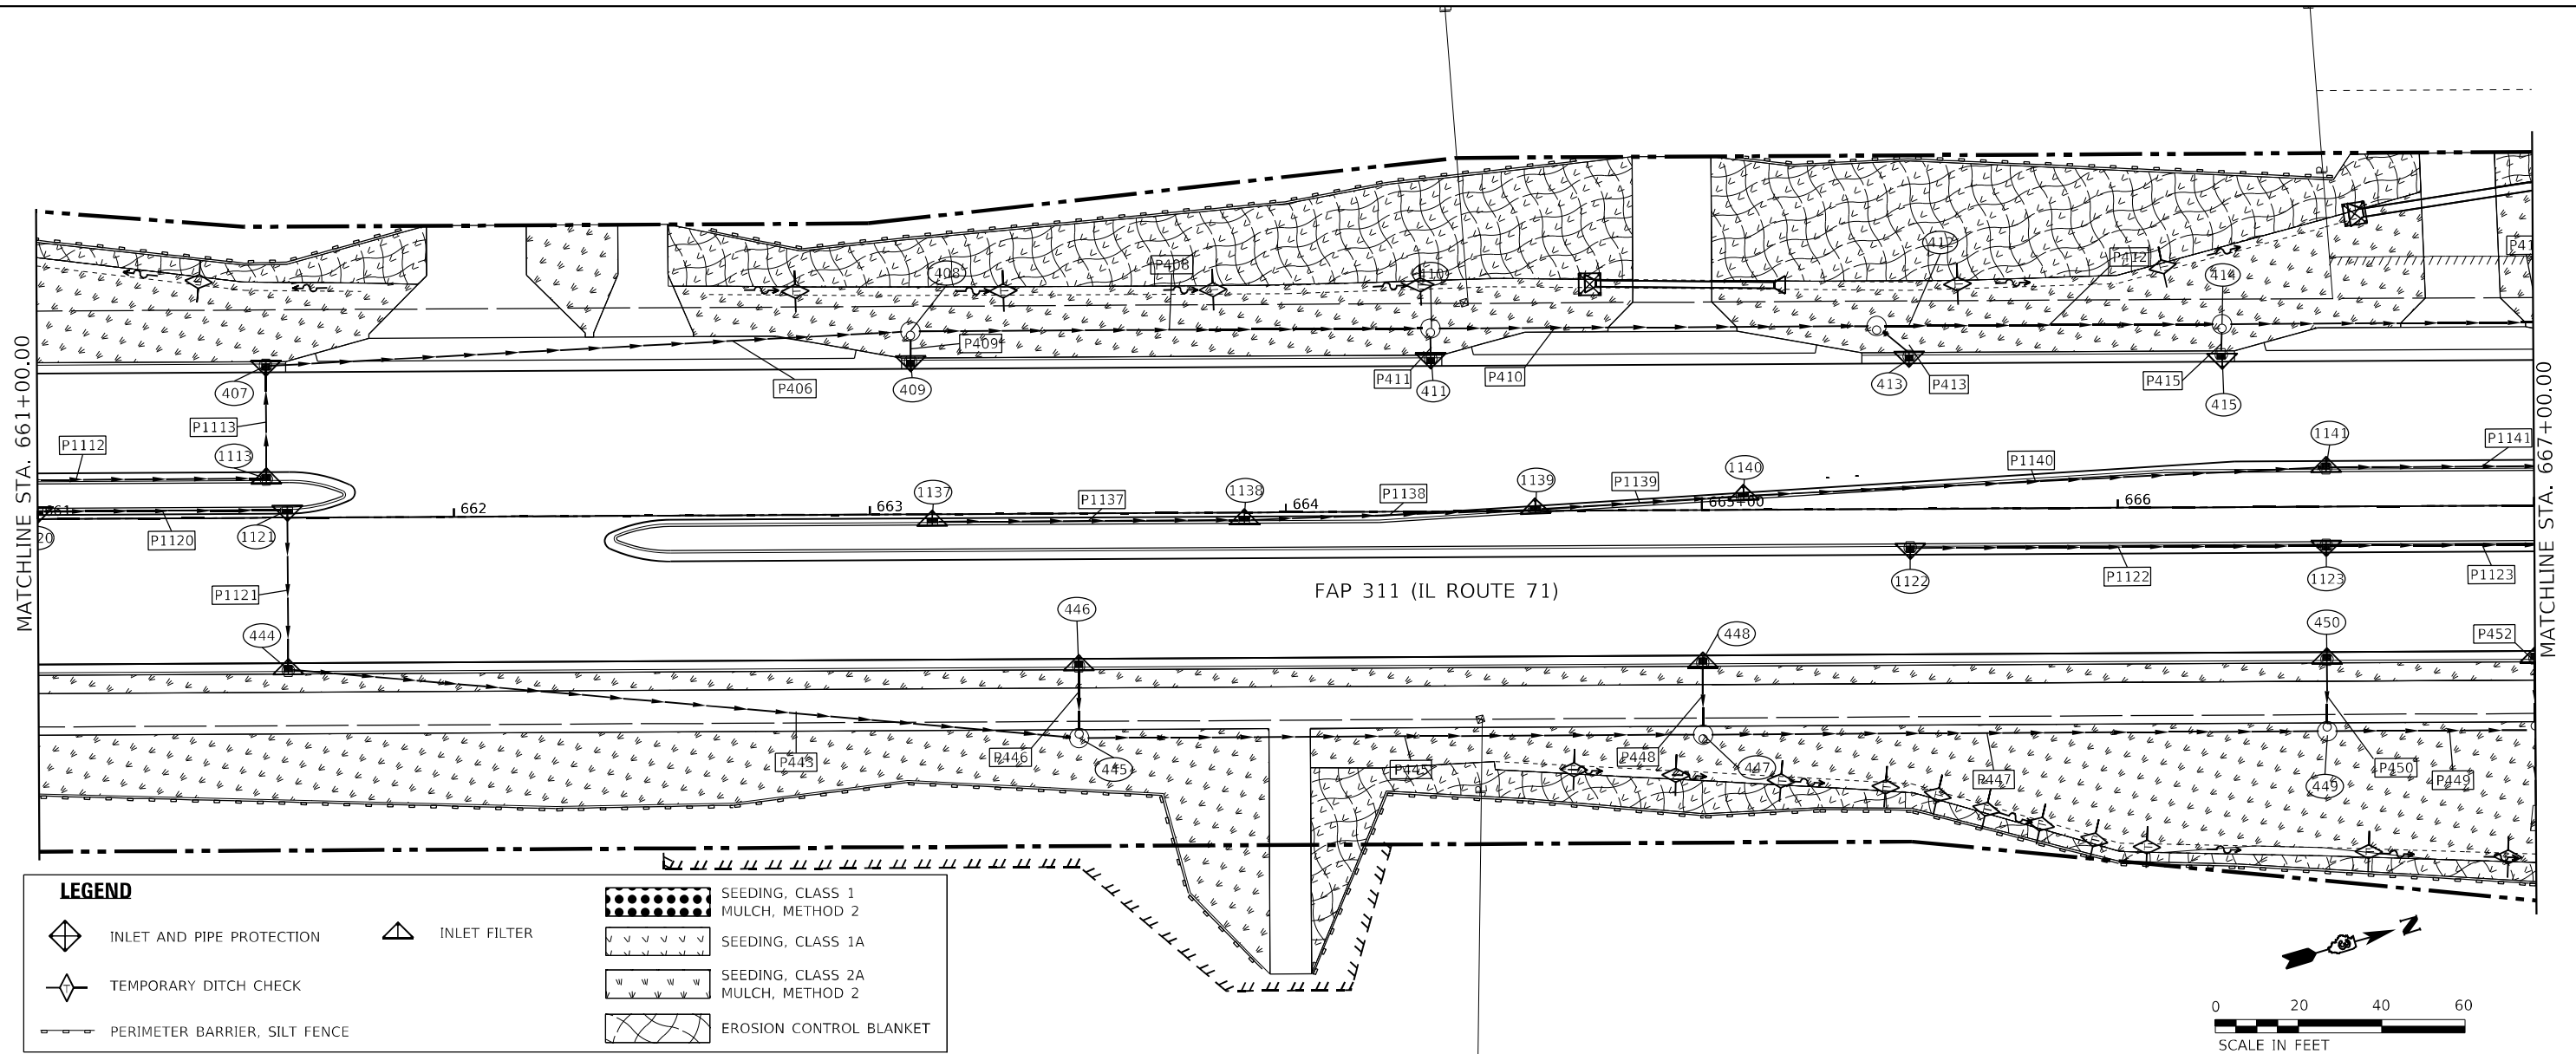 MATCHLINE STA. 661+00.00
MATCHLINE STA. 667+00.00
408
P408
410
412
P412
414
P409
407
P406
409
P411
411
P410
413
P413
P415
415
P1113
P1112
1113
1141
P1141
P1140
1140
P1139
1139
P1138
1138
P1137
1137
661
662
663
664
665+00
666
20
P1120
1121
P1121
1122
P1122
1123
P1123
FAP 311 (IL ROUTE 71)
444
446
448
450
P452
P443
P446
445
P445
P448
447
P447
449
P450
P449
LEGEND
INLET AND PIPE PROTECTION
INLET FILTER
TEMPORARY DITCH CHECK
PERIMETER BARRIER, SILT FENCE
SEEDING, CLASS 1
MULCH, METHOD 2
SEEDING, CLASS 1A
SEEDING, CLASS 2A
MULCH, METHOD 2
EROSION CONTROL BLANKET
N
0 20 40 60
SCALE IN FEET